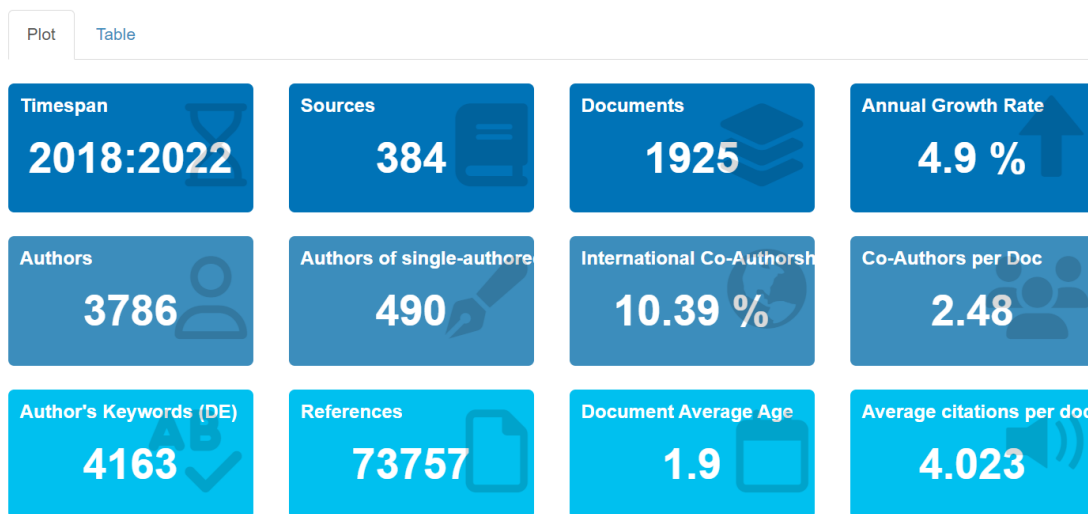 Plot Table
Timespan Sources Documents Annual Growth Rate
2018:2022 384 1925 4.9 %
Authors Authors of single-authored International Co-Authorsh Co-Authors per Doc
3786 490 10.39 % 2.48
Author's Keywords (DE) References Document Average Age Average citations per doc
4163 73757 1.9 4.023